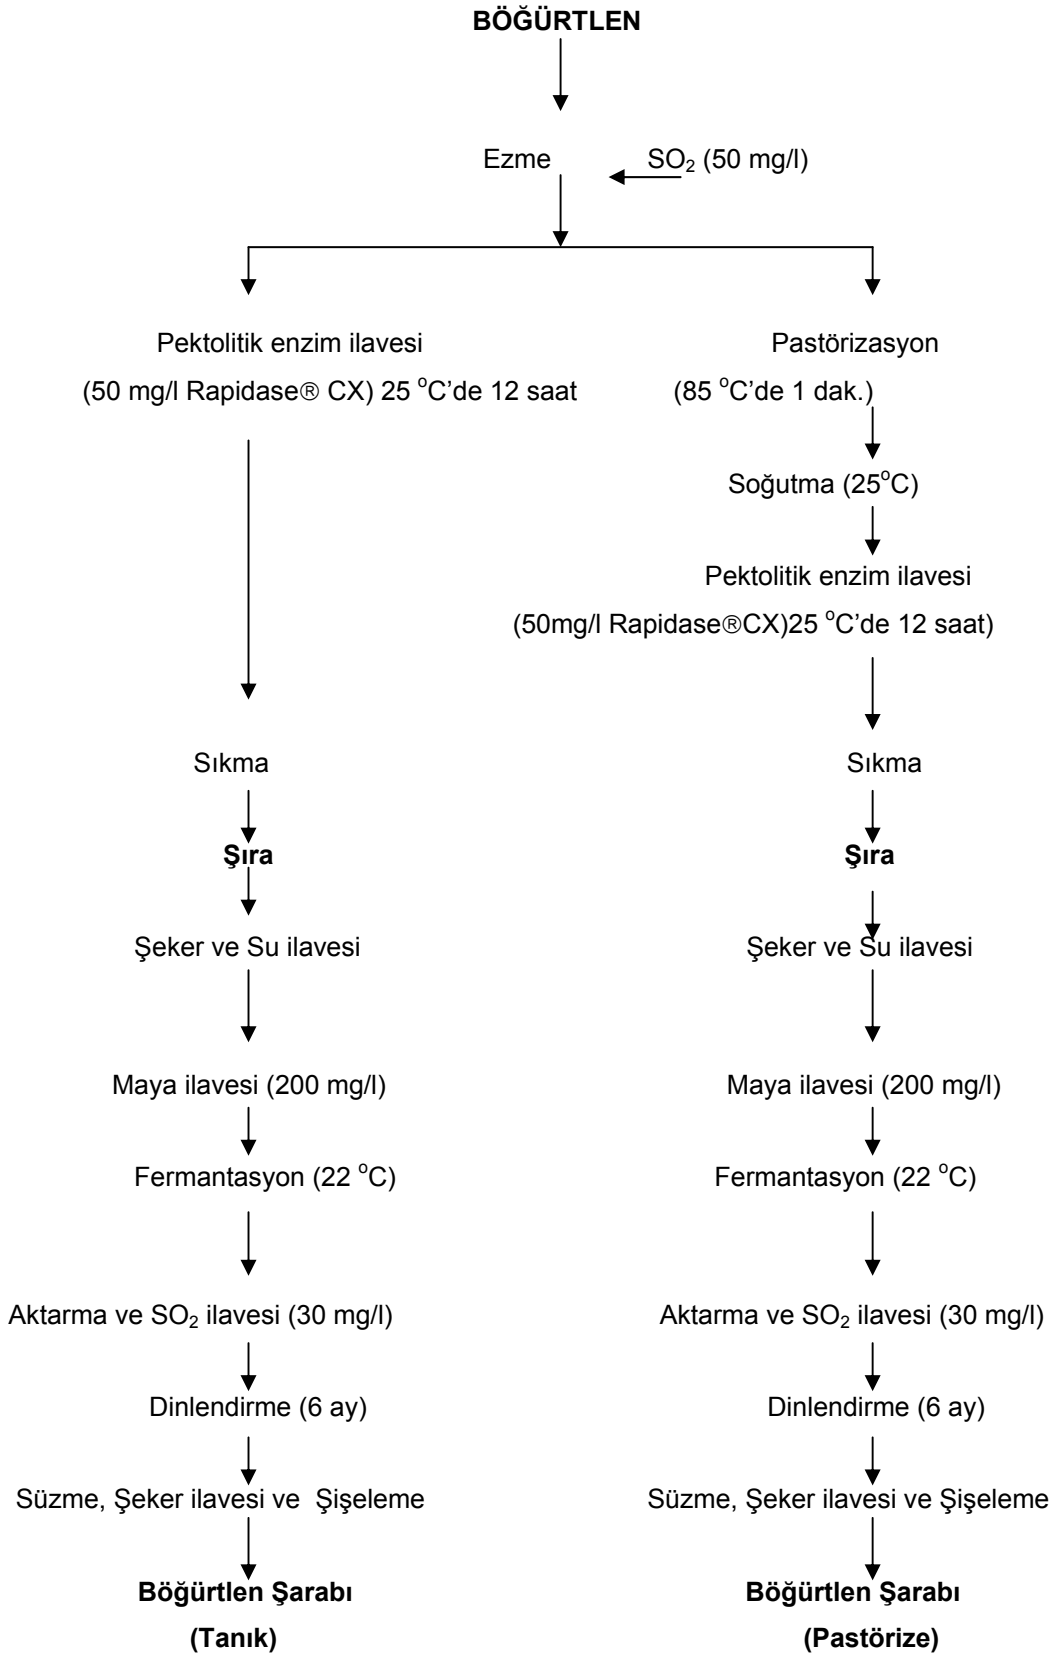 BÖĞÜRTLEN
Ezme
SO₂ (50 mg/l)
Pektolitik enzim ilavesi
(50 mg/l Rapidase® CX) 25 °C’de 12 saat
Pastörizasyon
(85 °C’de 1 dak.)
Soğutma (25°C)
Pektolitik enzim ilavesi
(50mg/l Rapidase®CX)25 °C’de 12 saat)
Sıkma
Sıkma
Şıra
Şıra
Şeker ve Su ilavesi
Şeker ve Su ilavesi
Maya ilavesi (200 mg/l)
Maya ilavesi (200 mg/l)
Fermantasyon (22 °C)
Fermantasyon (22 °C)
Aktarma ve SO₂ ilavesi (30 mg/l)
Aktarma ve SO₂ ilavesi (30 mg/l)
Dinlendirme (6 ay)
Dinlendirme (6 ay)
Süzme, Şeker ilavesi ve Şişeleme
Süzme, Şeker ilavesi ve Şişeleme
Böğürtlen Şarabı
(Tanık)
Böğürtlen Şarabı
(Pastörize)